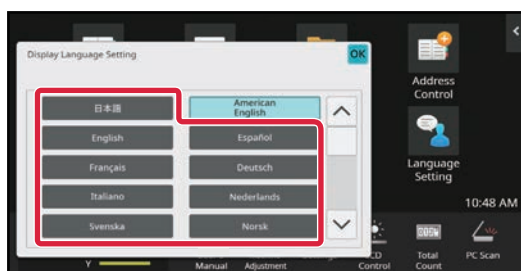 Display Language Setting
OK
日本語
American
English
English
Español
Français
Deutsch
Italiano
Nederlands
Svenska
Norsk
Address
Control
Language
Setting
10:48 AM
Y
Manual
Adjustment
Control
Total
Count
PC Scan